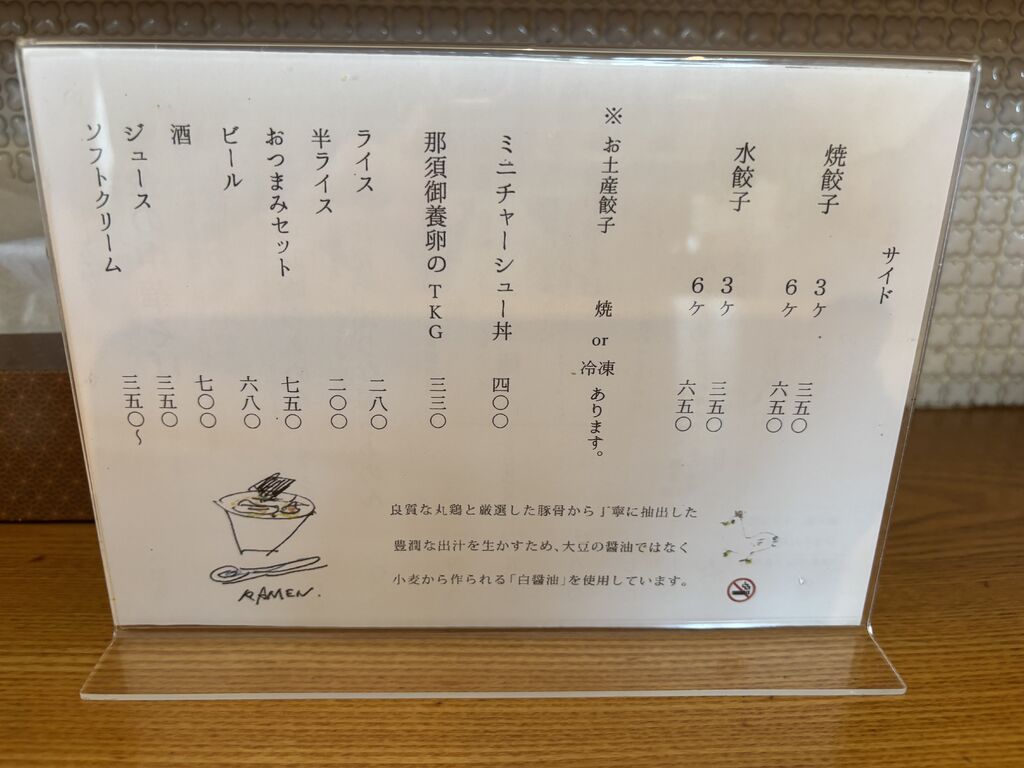 サイド
焼餃子 3ヶ 三五〇
6ヶ 六五〇
水餃子 3ヶ 三五〇
6ヶ 六五〇
※お土産餃子 焼 or 冷凍 あります。
ミニチャーシュー丼 四〇〇
那須御養卵のTKG 三三〇
ライス 二八〇
半ライス 二〇〇
おつまみセット 七五〇
ビール 六八〇
酒 七〇〇
ジュース 三五〇
ソフトクリーム 三五〇〜
良質な丸鶏と厳選した豚骨から丁寧に抽出した
豊潤な出汁を生かすため、大豆の醤油ではなく
小麦から作られる「白醤油」を使用しています。
RAMEN.